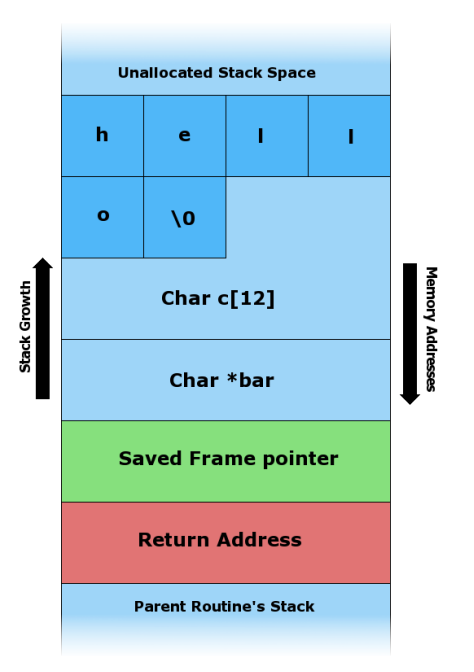 Unallocated Stack Space
h e l l
o \0
Char c[12]
Stack Growth
Memory Addresses
Char *bar
Saved Frame pointer
Return Address
Parent Routine's Stack